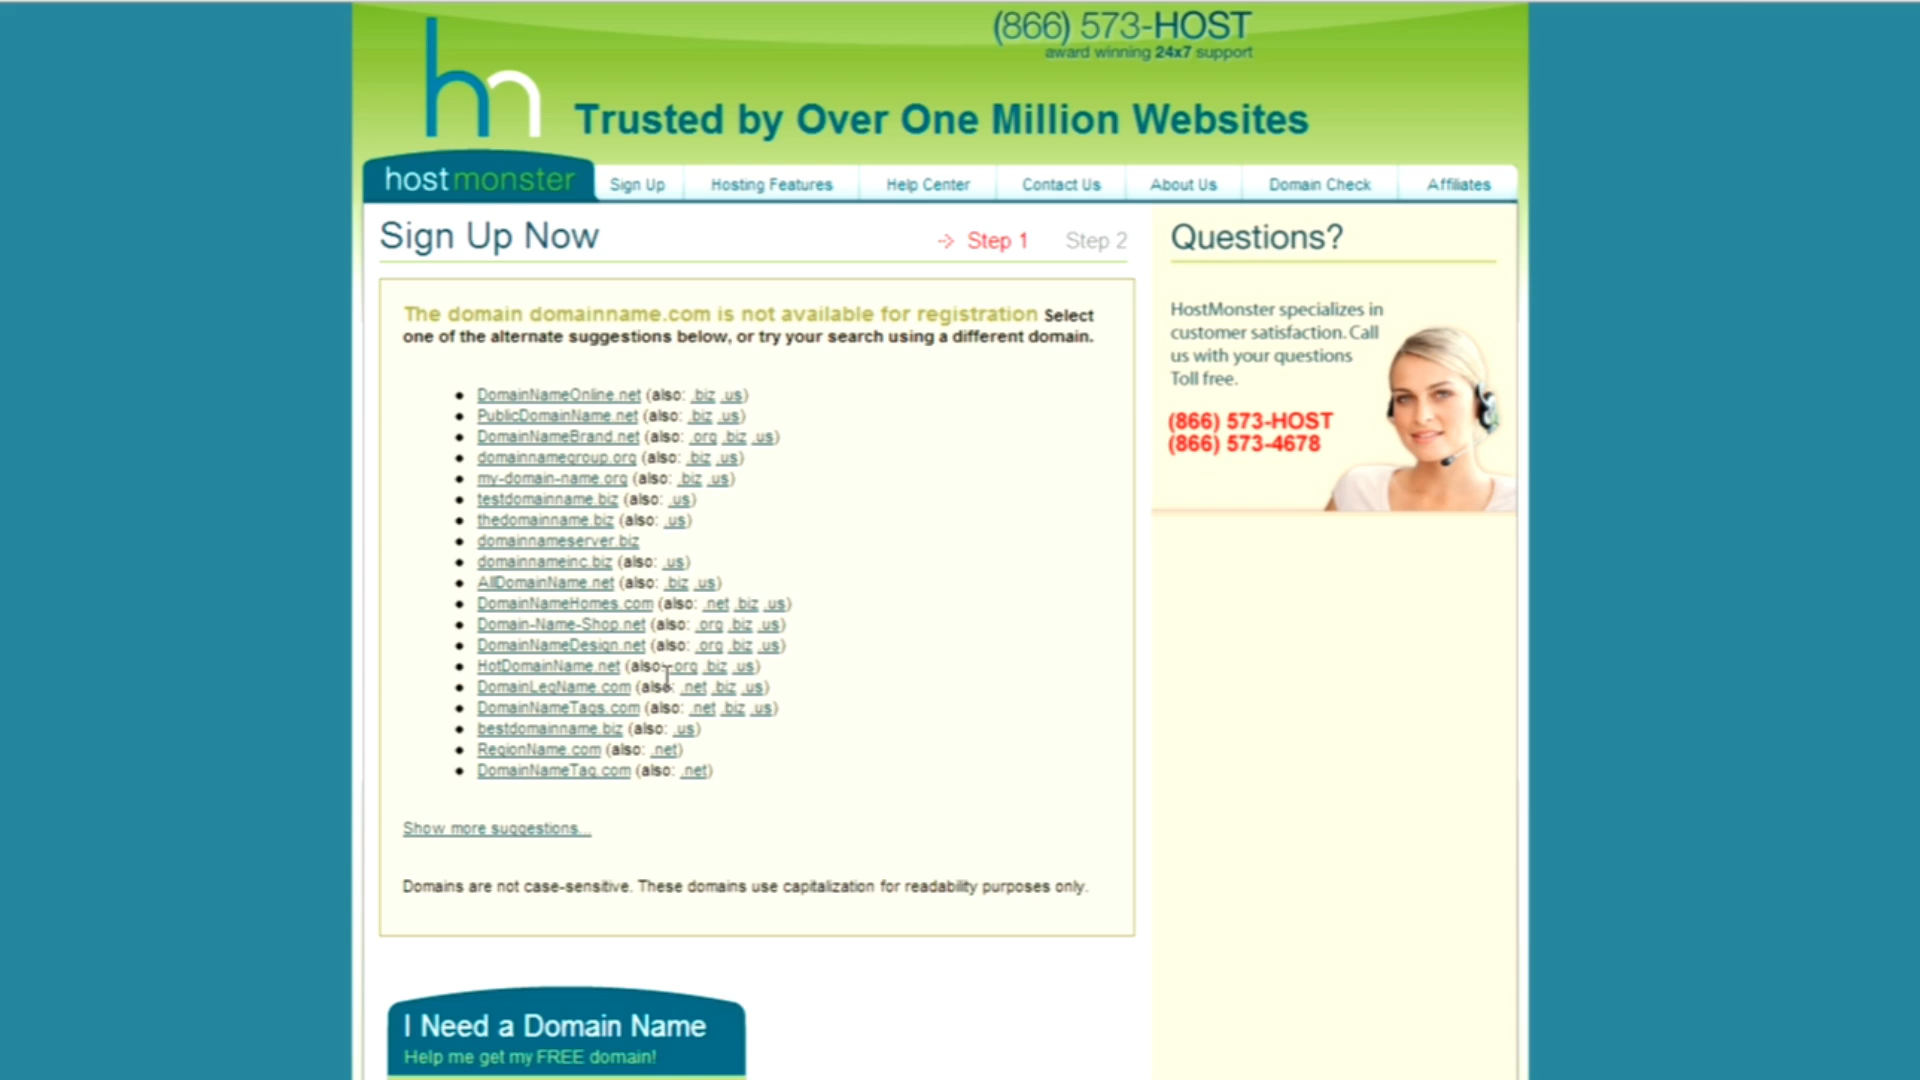 (866) 573-HOST
award winning 24x7 support
hm
Trusted by Over One Million Websites
hostmonster
Sign Up
Hosting Features
Help Center
Contact Us
About Us
Domain Check
Affiliates
Sign Up Now
Step 1
Step 2
The domain domainname.com is not available for registration Select
one of the alternate suggestions below, or try your search using a different domain.
DomainNameOnline.net (also: .biz .us)
PublicDomainName.net (also: .biz .us)
DomainNameBrand.net (also: .org .biz .us)
domainnamegroup.org (also: .biz .us)
my-domain-name.org (also: .biz .us)
testdomainname.biz (also: .us)
thedomainname.biz (also: .us)
domainnameserver.biz
domainnameinc.biz (also: .us)
AllDomainName.net (also: .biz .us)
DomainNameHomes.com (also: .net .biz .us)
Domain-Name-Shop.net (also: .org .biz .us)
DomainNameDesign.net (also: .org .biz .us)
HotDomainName.net (also: .org .biz .us)
DomainLegName.com (also: .net .biz .us)
DomainNameTags.com (also: .net .biz .us)
bestdomainname.biz (also: .us)
RegionName.com (also: .net)
DomainNameTag.com (also: .net)
Show more suggestions...
Domains are not case-sensitive. These domains use capitalization for readability purposes only.
I Need a Domain Name
Help me get my FREE domain!
Questions?
HostMonster specializes in
customer satisfaction. Call
us with your questions
Toll free.
(866) 573-HOST
(866) 573-4678